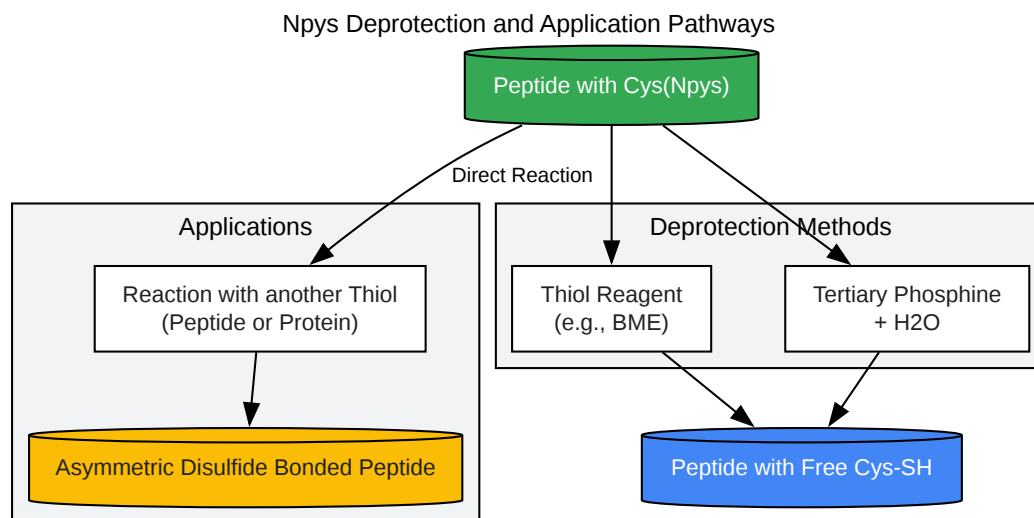 Npys Deprotection and Application Pathways
Peptide with Cys(Npys)
Direct Reaction
Applications
Deprotection Methods
Reaction with another Thiol
(Peptide or Protein)
Thiol Reagent
(e.g., BME)
Tertiary Phosphine
+ H2O
Asymmetric Disulfide Bonded Peptide
Peptide with Free Cys-SH